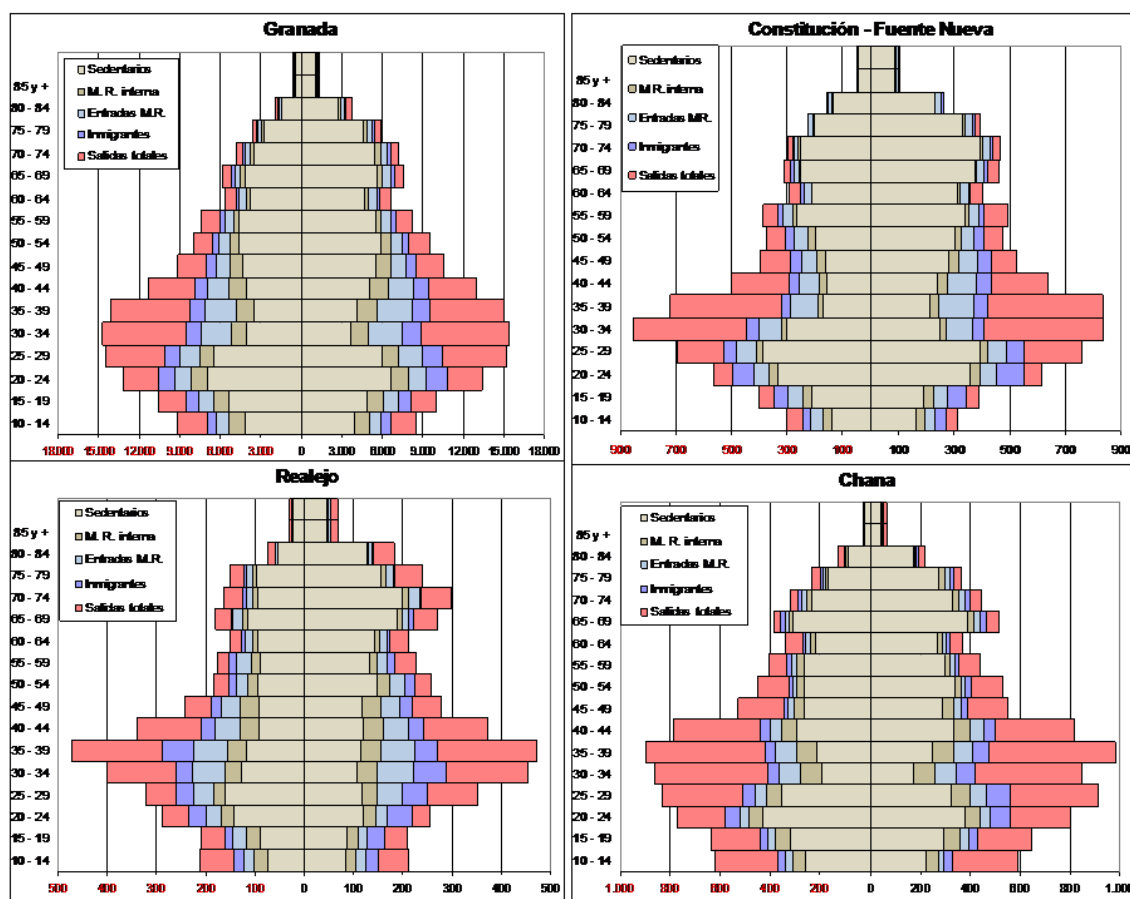 Granada
Sedentarios
M. R. interna
Entradas M.R.
Inmigrantes
Salidas totales
85 y +
80 - 84
75 - 79
70 - 74
65 - 69
60 - 64
55 - 59
50 - 54
45 - 49
40 - 44
35 - 39
30 - 34
25 - 29
20 - 24
15 - 19
10 - 14
18.000 15.000 12.000 9.000 6.000 3.000 0 3.000 6.000 9.000 12.000 15.000 18.000
Constitución - Fuente Nueva
Sedentarios
M.R. interna
Entradas MR.
Inmigrantes
Salidas totales
85 y +
80 - 84
75 - 79
70 - 74
65 - 69
60 - 64
55 - 59
50 - 54
45 - 49
40 - 44
35 - 39
30 - 34
25 - 29
20 - 24
15 - 19
10 - 14
900 700 500 300 100 100 300 500 700 900
Realejo
Sedentarios
M. R. interna
Entradas M.R.
Inmigrantes
Salidas totales
85 y +
80 - 84
75 - 79
70 - 74
65 - 69
60 - 64
55 - 59
50 - 54
45 - 49
40 - 44
35 - 39
30 - 34
25 - 29
20 - 24
15 - 19
10 - 14
500 400 300 200 100 0 100 200 300 400 500
Chana
Sedentarios
M. R. interna
Entradas M.R.
Inmigrantes
Salidas totales
85 y +
80 - 84
75 - 79
70 - 74
65 - 69
60 - 64
55 - 59
50 - 54
45 - 49
40 - 44
35 - 39
30 - 34
25 - 29
20 - 24
15 - 19
10 - 14
1.000 800 600 400 200 0 200 400 600 800 1.000